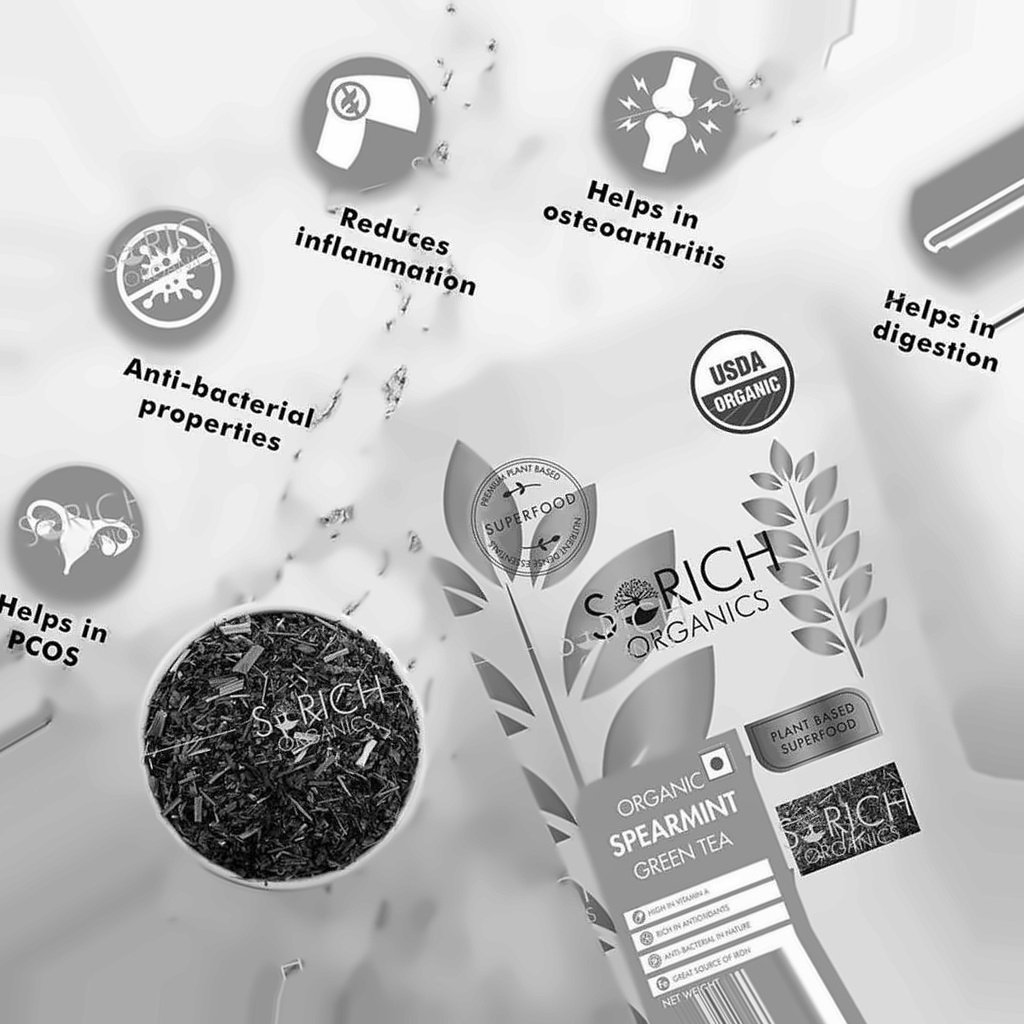 Reduces
inflammation
Helps in
osteoarthritis
Helps in
digestion
Anti-bacterial
properties
Helps in
PCOS
USDA
ORGANIC
PREMIUM PLANT BASED
SUPERFOOD
NUTRIENT DENSE ESSENTIALS
SORICH
ORGANICS
PLANT BASED
SUPERFOOD
SORICH
ORGANICS
SORICH
ORGANICS
ORGANIC
SPEARMINT
GREEN TEA
HIGH IN VITAMIN A
RICH IN ANTIOXIDANTS
ANTI-BACTERIAL IN NATURE
Fe GREAT SOURCE OF IRON
NET WEIGHT